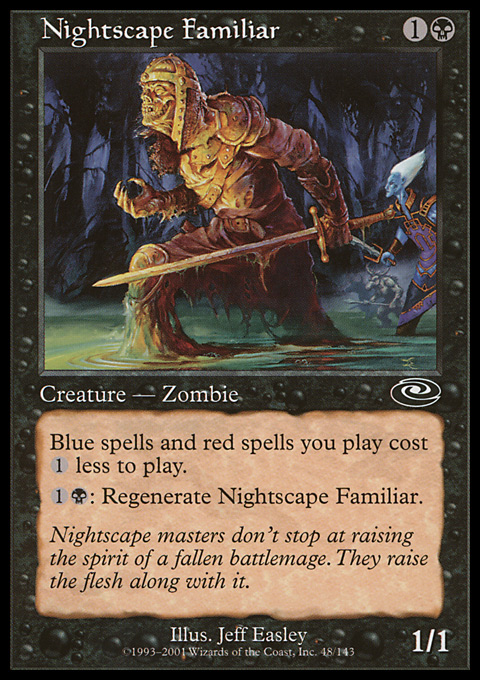 Nightscape Familiar 1
Creature — Zombie
Blue spells and red spells you play cost
1 less to play.
1 : Regenerate Nightscape Familiar.
Nightscape masters don't stop at raising
the spirit of a fallen battlemage. They raise
the flesh along with it.
Illus. Jeff Easley
©1993–2001 Wizards of the Coast, Inc. 48/143
1/1